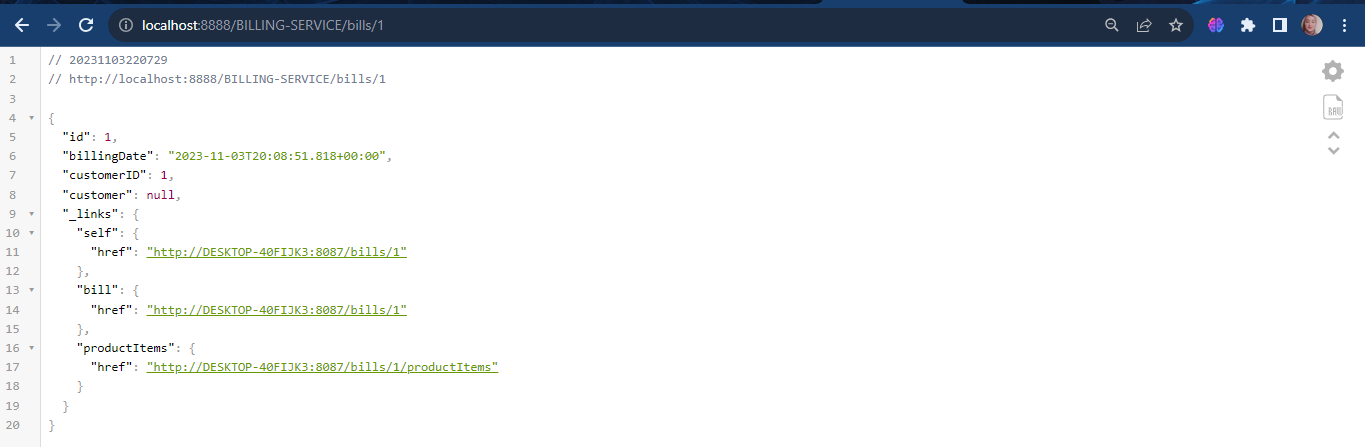 localhost:8888/BILLING-SERVICE/bills/1
1 // 20231103220729
2 // http://localhost:8888/BILLING-SERVICE/bills/1
3
4 {
5 "id": 1,
6 "billingDate": "2023-11-03T20:08:51.818+00:00",
7 "customerID": 1,
8 "customer": null,
9 "_links": {
10 "self": {
11 "href": "http://DESKTOP-40FIJK3:8087/bills/1"
12 },
13 "bill": {
14 "href": "http://DESKTOP-40FIJK3:8087/bills/1"
15 },
16 "productItems": {
17 "href": "http://DESKTOP-40FIJK3:8087/bills/1/productItems"
18 }
19 }
20 }
RAW